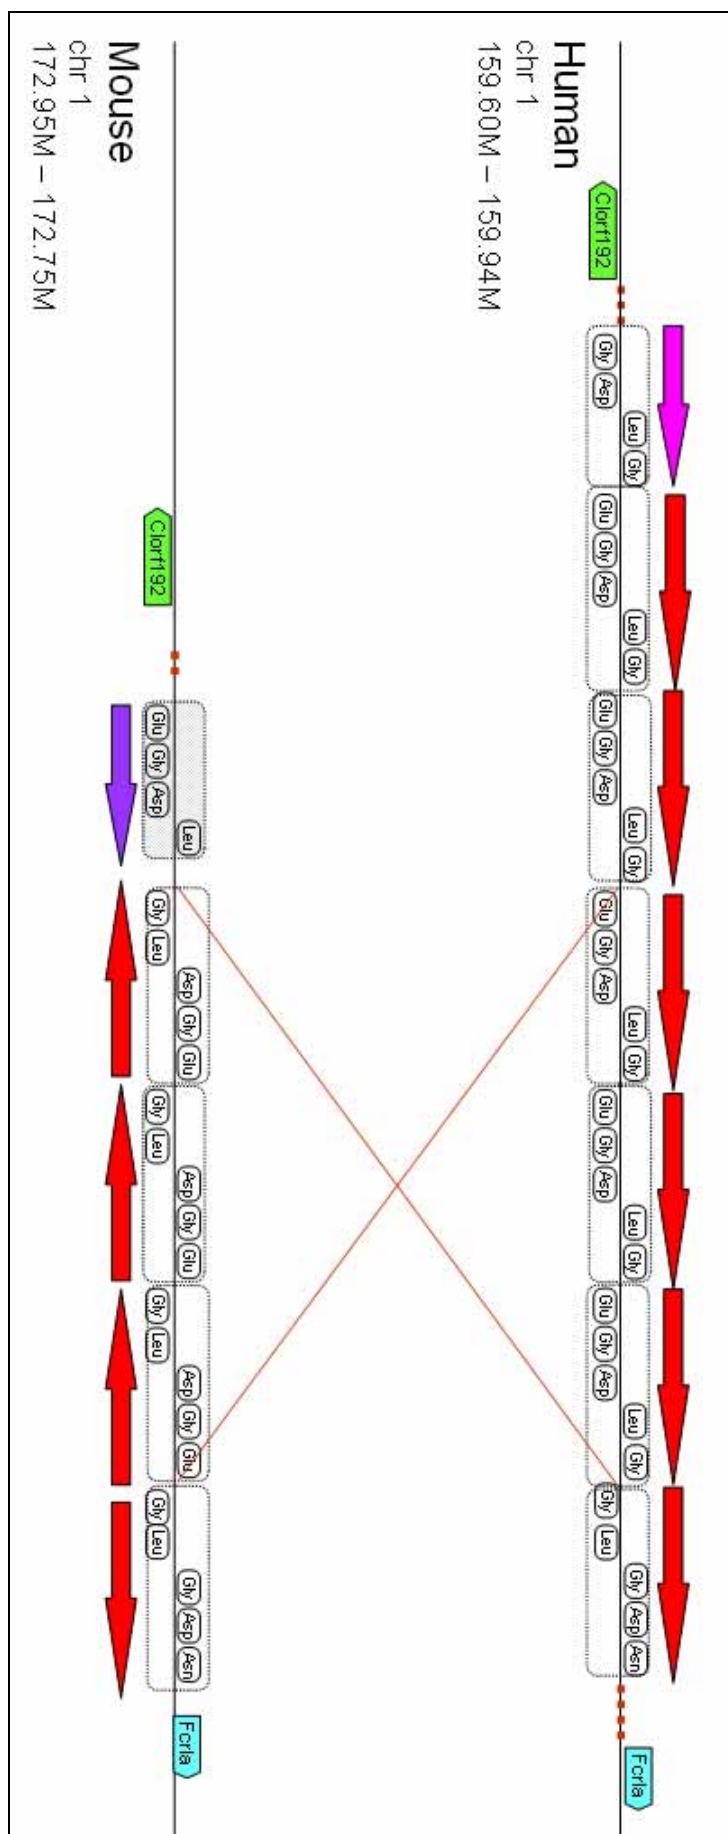 Leu Gly Leu Gly Leu Gly Leu Gly Leu Gly Leu Gly Gly Asp Asn Fcrla
Clorf192 Gly Asp Glu Gly Asp Glu Gly Asp Glu Gly Asp Glu Gly Asp Glu Gly Asp Gly Leu
Human
chr 1
159.60M – 159.94M
Leu Asp Gly Glu Asp Gly Glu Asp Gly Glu Gly Asp Asn Fcrla
Clorf192 Glu Gly Asp Gly Leu Gly Leu Gly Leu Gly Leu
Mouse
chr 1
172.95M – 172.75M